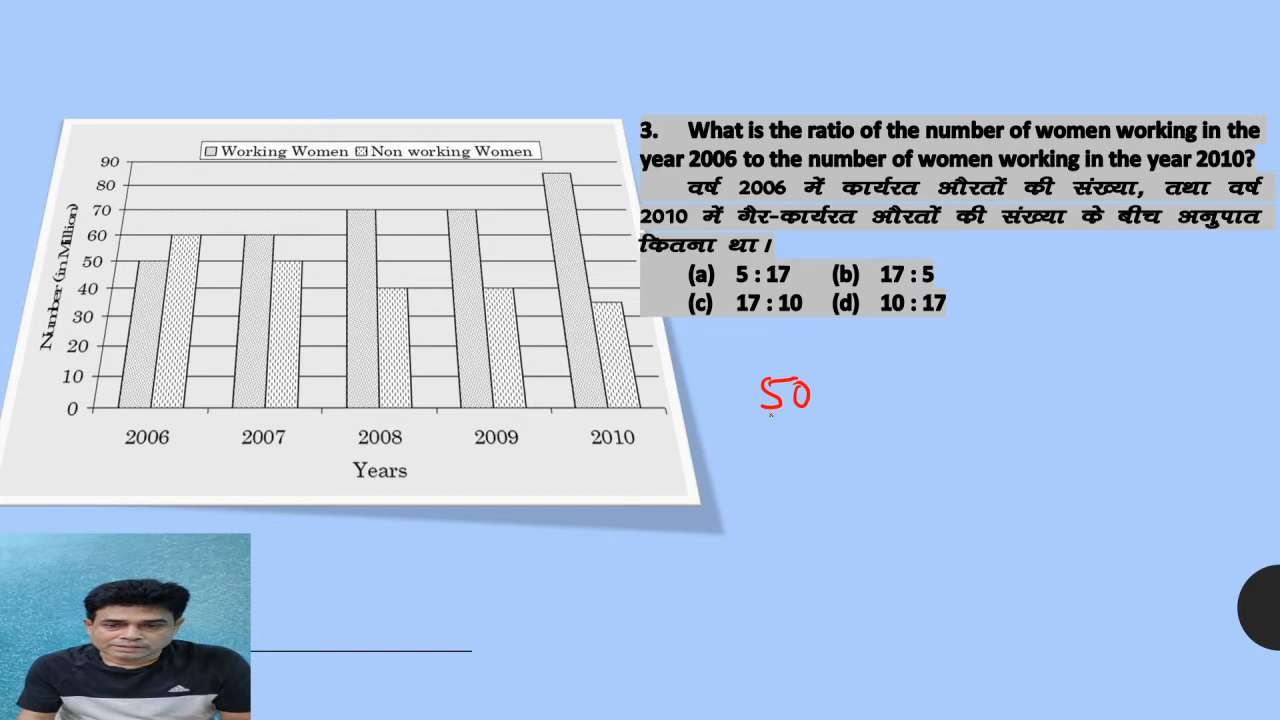 Working Women Non working Women
90
80
70
60
50
40
30
20
10
0
Number (in Million)
2006 2007 2008 2009 2010
Years
3. What is the ratio of the number of women working in the
year 2006 to the number of women working in the year 2010?
वर्ष 2006 में कार्यरत औरतों की संख्या, तथा वर्ष
2010 में गैर-कार्यरत औरतों की संख्या के बीच अनुपात
कितना था।
(a) 5 : 17 (b) 17 : 5
(c) 17 : 10 (d) 10 : 17
50